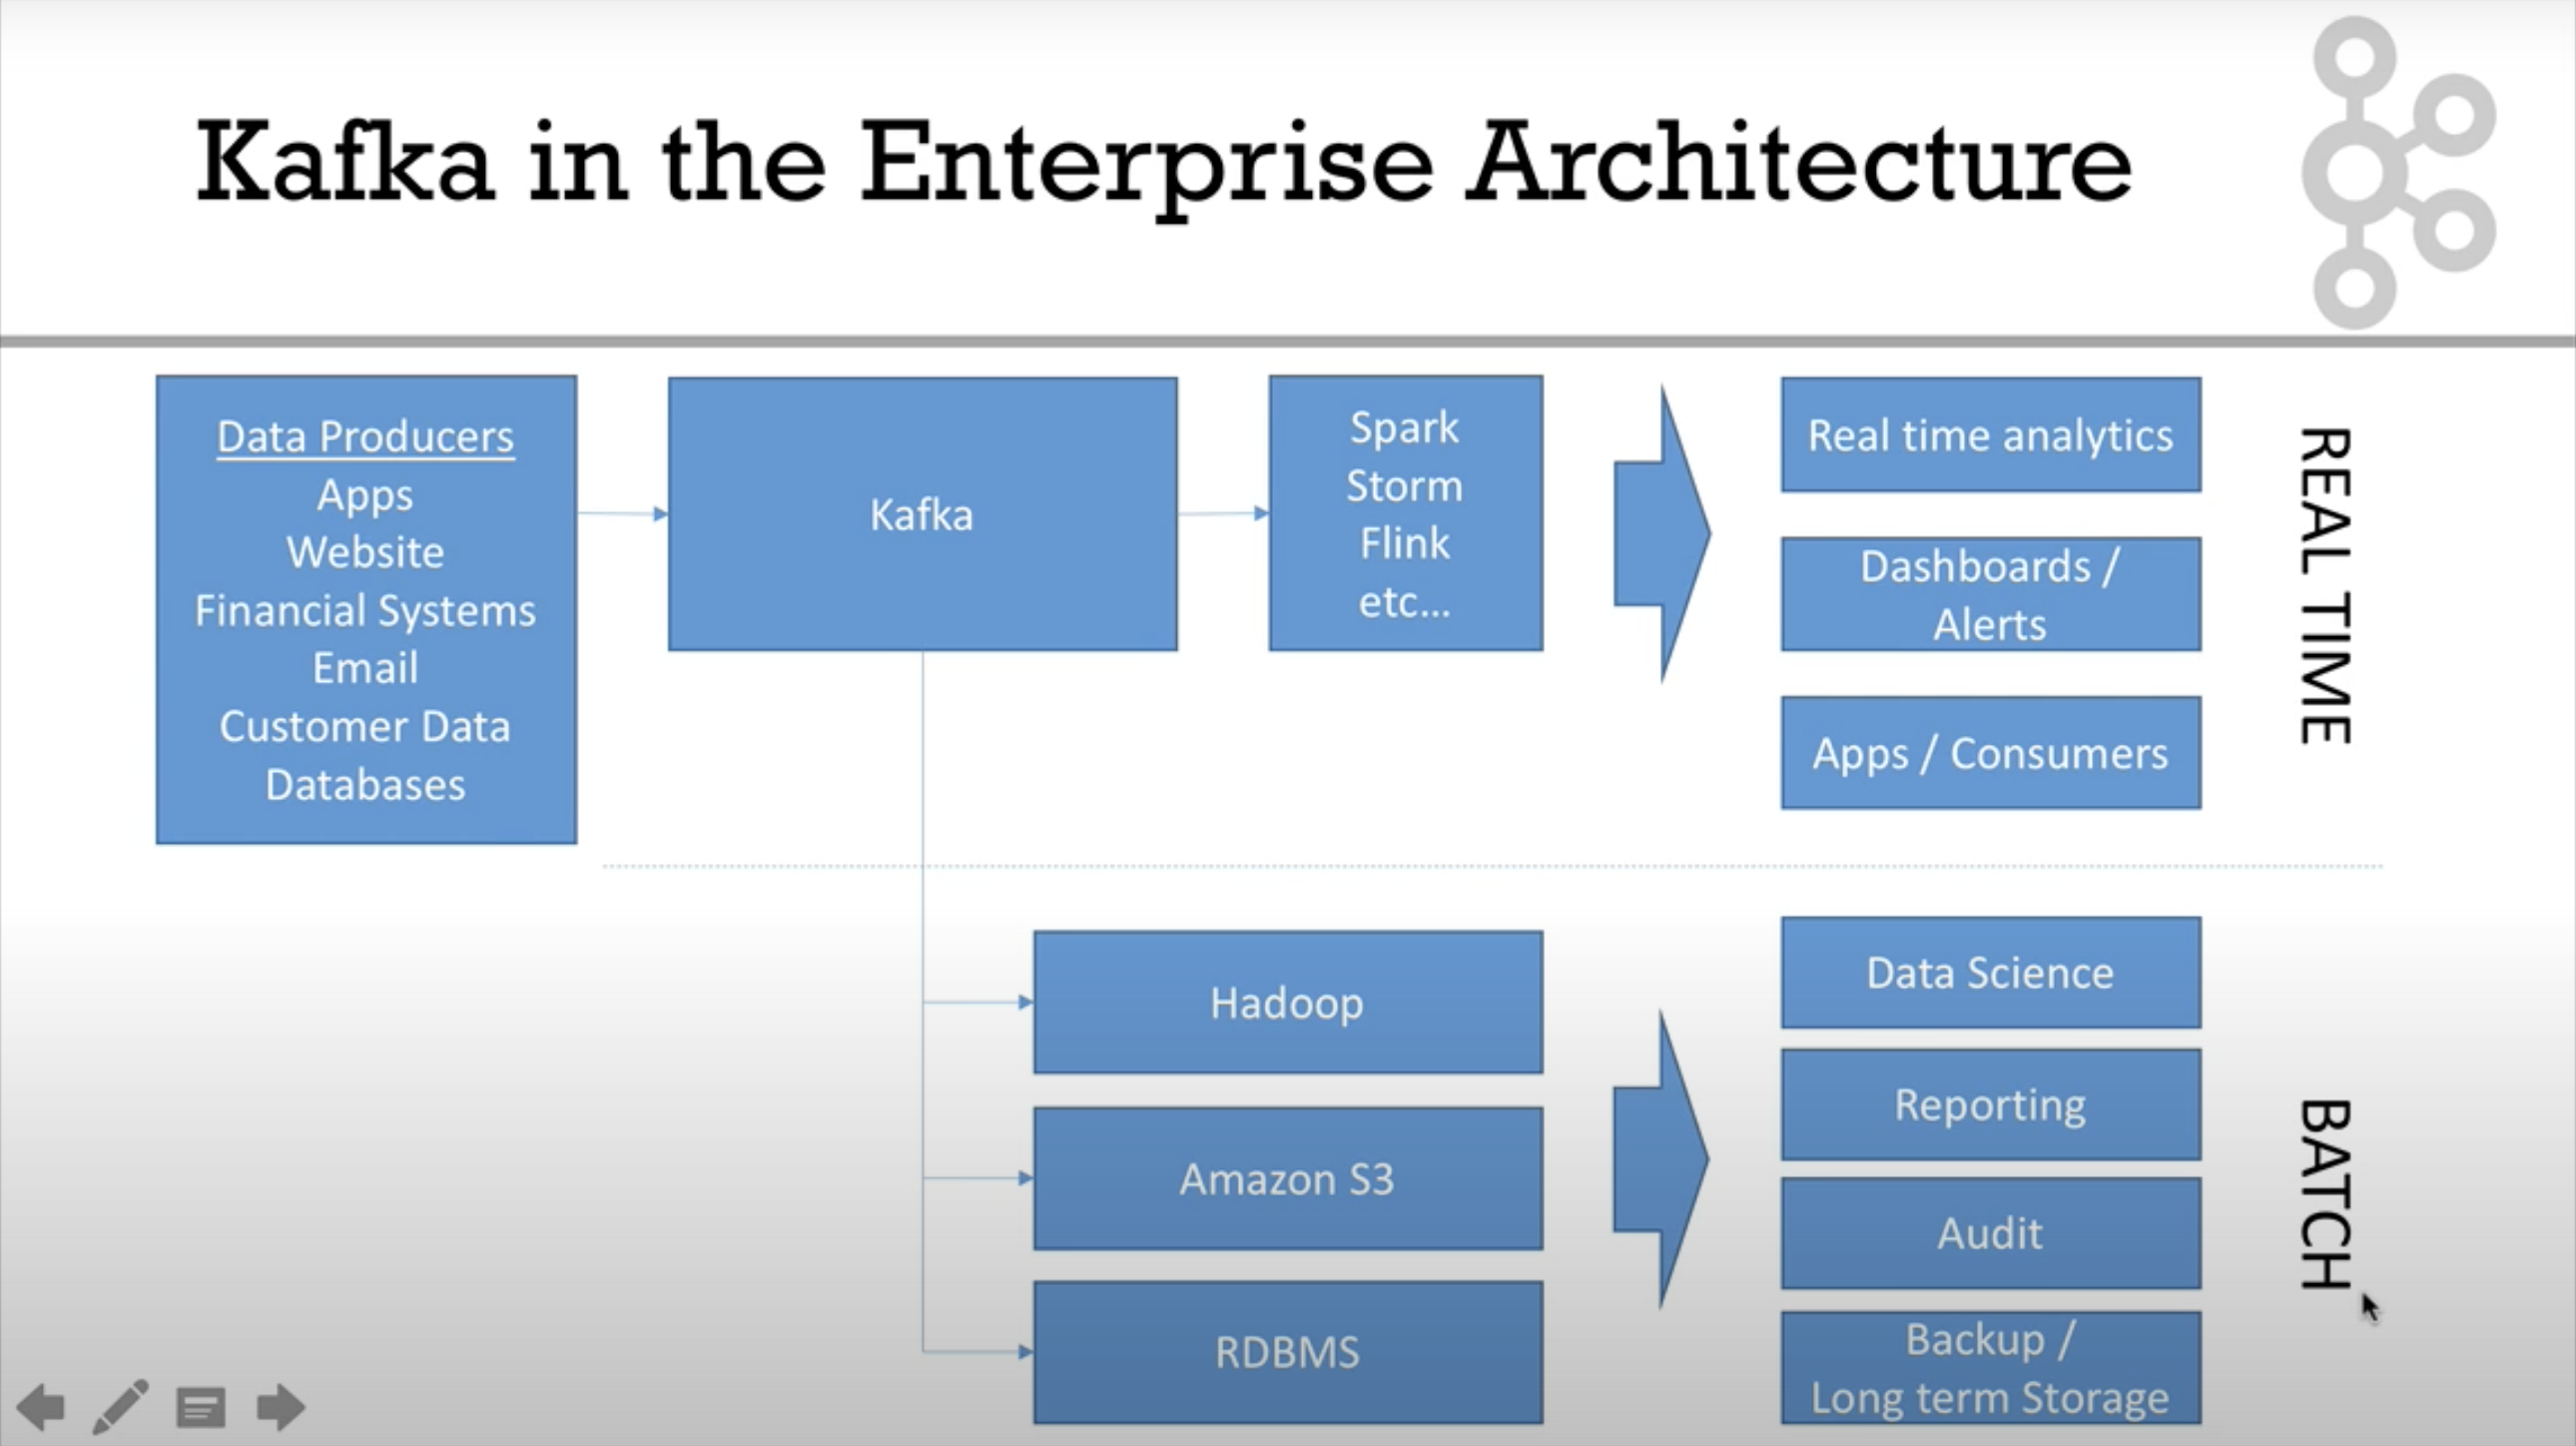 Kafka in the Enterprise Architecture
Data Producers
Apps
Website
Financial Systems
Email
Customer Data
Databases
Kafka
Spark
Storm
Flink
etc...
Real time analytics
Dashboards /
Alerts
Apps / Consumers
REAL TIME
Hadoop
Amazon S3
RDBMS
Data Science
Reporting
Audit
Backup /
Long term Storage
BATCH